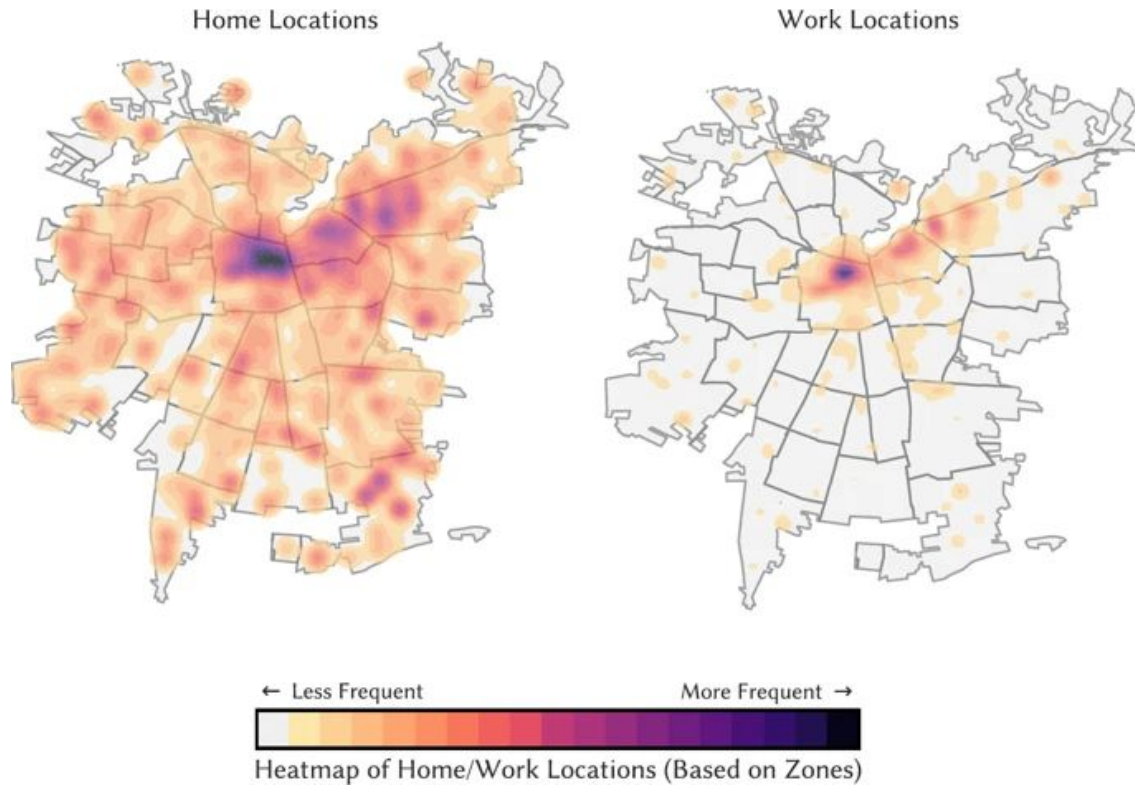 Home Locations
Work Locations
← Less Frequent
More Frequent →
Heatmap of Home/Work Locations (Based on Zones)